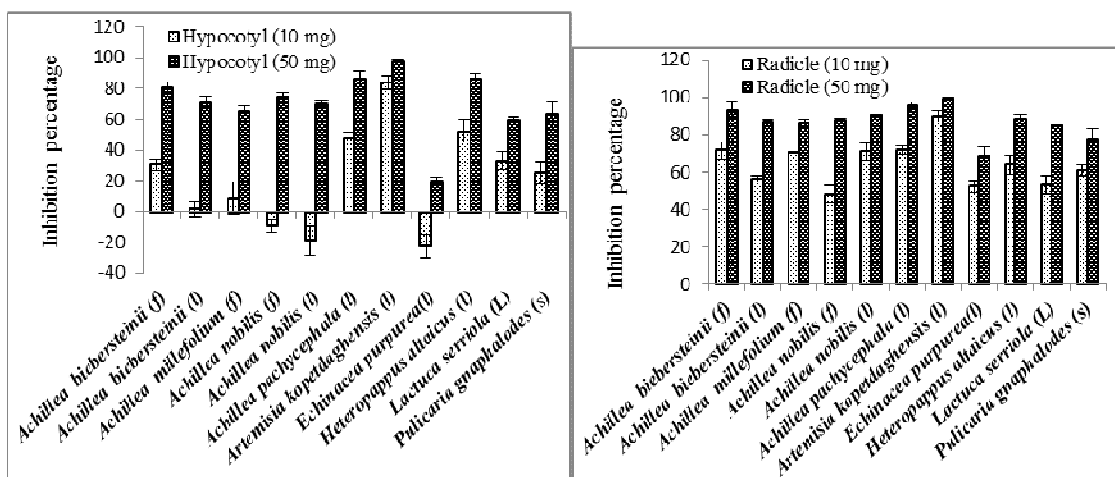 Hypocotyl (10 mg)
Hypocotyl (50 mg)
Inhibition percentage
120
100
80
60
40
20
0
-20
-40
Achillea biebersteinii (f)
Achillea biebersteinii (l)
Achillea millefolium (f)
Achillea nobilis (f)
Achillea nobilis (l)
Achillea pachycephala (l)
Artemisia kopetdaghensis (l)
Echinacea purpurea(l)
Heteropappus altaicus (l)
Lactuca serriola (L)
Pulicaria gnaphalodes (s)
Radicle (10 mg)
Radicle (50 mg)
Inhibition percentage
120
100
80
60
40
20
0
Achillea biebersteinii (f)
Achillea biebersteinii (l)
Achillea millefolium (f)
Achillea nobilis (f)
Achillea nobilis (l)
Achillea pachycephala (l)
Artemisia kopetdaghensis (l)
Echinacea purpurea(l)
Heteropappus altaicus (l)
Lactuca serriola (L)
Pulicaria gnaphalodes (s)